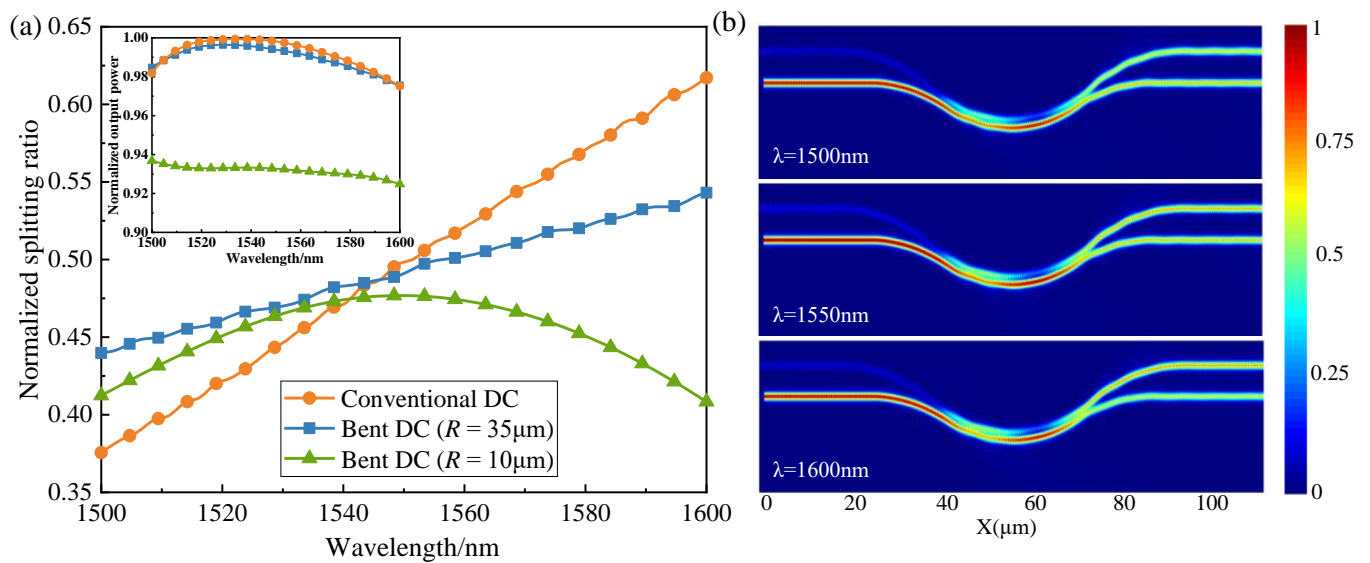 (a)
Normalized splitting ratio
0.65
0.60
0.55
0.50
0.45
0.40
0.35
1500
1520
1540
1560
1580
1600
Wavelength/nm
Normalized output power
1.00
0.98
0.96
0.94
0.92
0.90
1500
1520
1540
1560
1580
1600
Wavelength/nm
Conventional DC
Bent DC (R = 35μm)
Bent DC (R = 10μm)
(b)
λ=1500nm
λ=1550nm
λ=1600nm
0
20
40
60
80
100
X(μm)
1
0.75
0.5
0.25
0